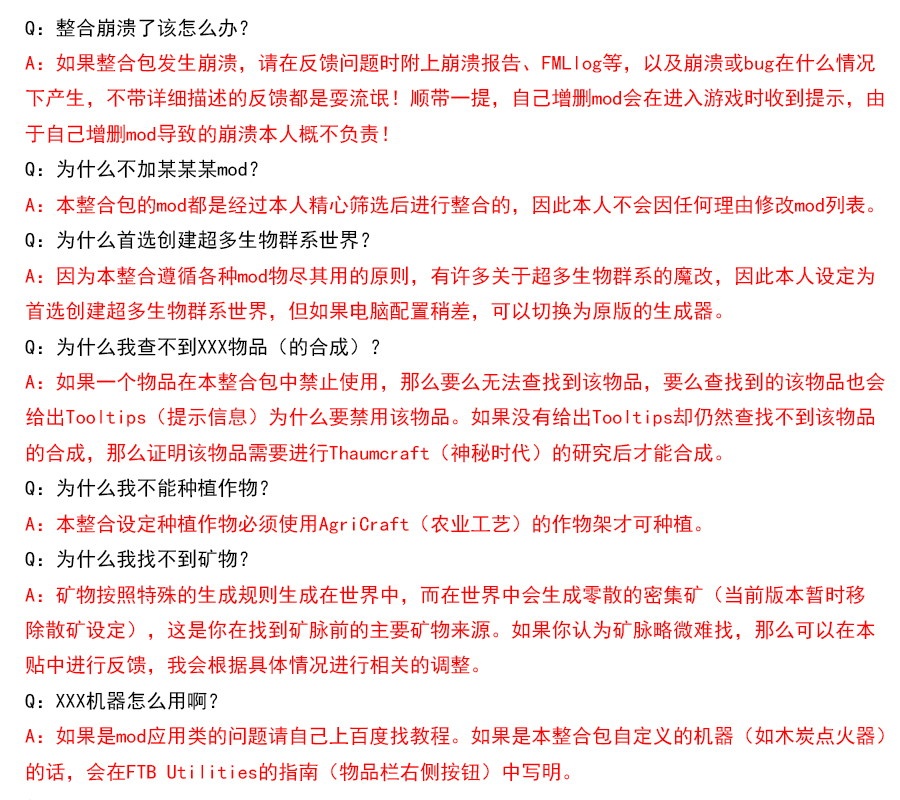 Q：整合崩溃了该怎么办？
A：如果整合包发生崩溃，请在反馈问题时附上崩溃报告、FMLlog等，以及崩溃或bug在什么情况
下产生，不带详细描述的反馈都是耍流氓！顺带一提，自己增删mod会在进入游戏时收到提示，由
于自己增删mod导致的崩溃本人概不负责！
Q：为什么不加某某某mod？
A：本整合包的mod都是经过本人精心筛选后进行整合的，因此本人不会因任何理由修改mod列表。
Q：为什么首选创建超多生物群系世界？
A：因为本整合遵循各种mod物尽其用的原则，有许多关于超多生物群系的魔改，因此本人设定为
首选创建超多生物群系世界，但如果电脑配置稍差，可以切换为原版的生成器。
Q：为什么我查不到XXX物品（的合成）？
A：如果一个物品在本整合包中禁止使用，那么要么无法查找到该物品，要么查找到的该物品也会
给出Tooltips（提示信息）为什么要禁用该物品。如果没有给出Tooltips却仍然查找不到该物品
的合成，那么证明该物品需要进行Thaumcraft（神秘时代）的研究后才能合成。
Q：为什么我不能种植作物？
A：本整合设定种植作物必须使用AgriCraft（农业工艺）的作物架才可种植。
Q：为什么我找不到矿物？
A：矿物按照特殊的生成规则生成在世界中，而在世界中会生成零散的密集矿（当前版本暂时移
除散矿设定），这是你在找到矿脉前的主要矿物来源。如果你认为矿脉略微难找，那么可以在本
贴中进行反馈，我会根据具体情况进行相关的调整。
Q：XXX机器怎么用啊？
A：如果是mod应用类的问题请自己上百度找教程。如果是本整合包自定义的机器（如木炭点火器）
的话，会在FTB Utilities的指南（物品栏右侧按钮）中写明。